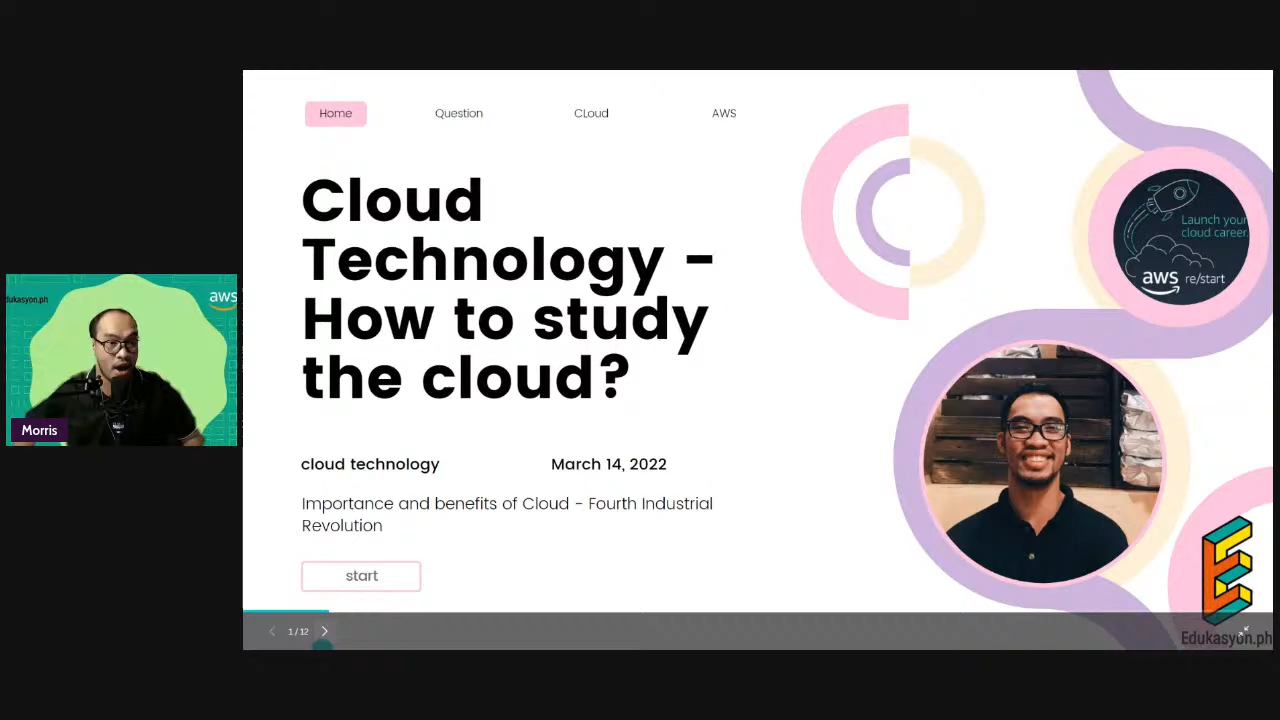 Home Question CLoud AWS
Cloud
Technology -
How to study
the cloud?
cloud technology March 14, 2022
Importance and benefits of Cloud - Fourth Industrial
Revolution
start
1 / 12
Launch your
cloud career.
aws re/start
Edukasyon.ph
dukasyon.ph
aws
Morris